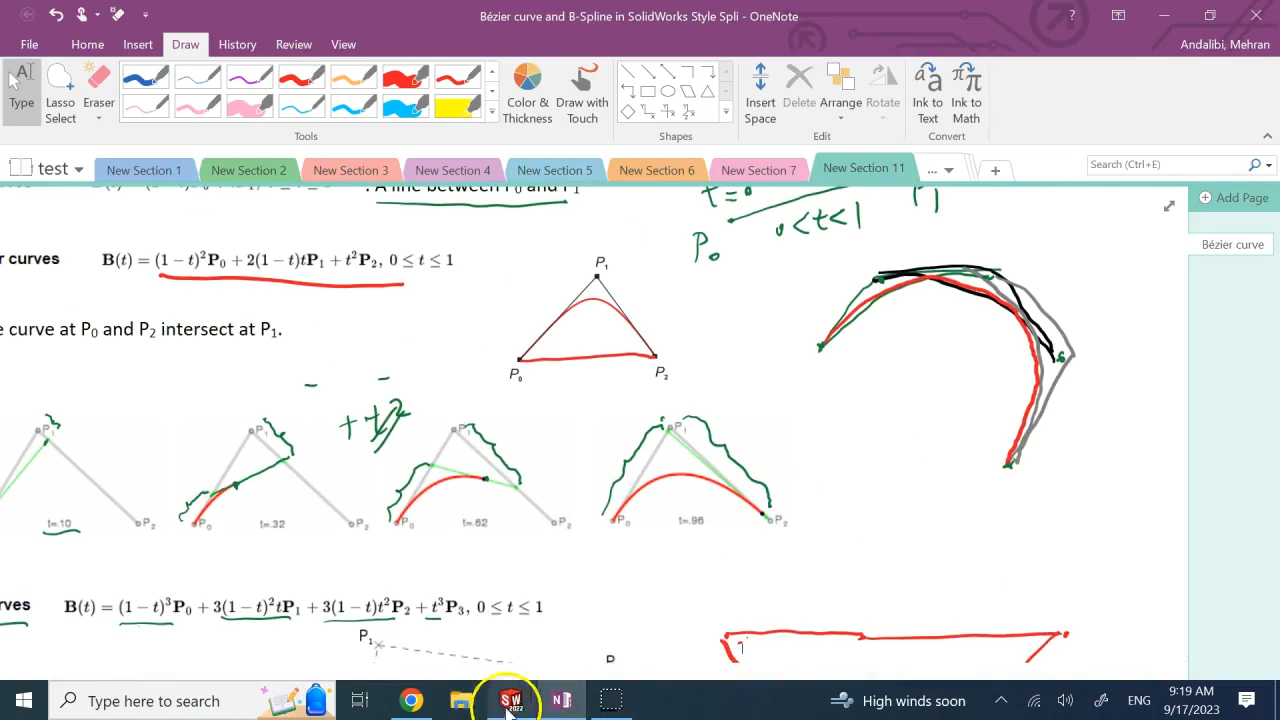 Bézier curve and B-Spline in SolidWorks Style Spli - OneNote
File Home Insert Draw History Review View
Andalibi, Mehran
Type
Lasso Select
Eraser
Color & Thickness
Draw with Touch
Insert Space
Delete
Arrange
Rotate
Ink to Text
Ink to Math
Tools
Shapes
Edit
Convert
test
New Section 1
New Section 2
New Section 3
New Section 4
New Section 5
New Section 6
New Section 7
New Section 11
...
Search (Ctrl+E)
Add Page
Bézier curve
: A line between P0 and P1
t=0
P1
0<t<1
P0
er curves B(t) = (1 − t)²P0 + 2(1 − t)tP1 + t²P2, 0 ≤ t ≤ 1
P1
P0
P2
e curve at P0 and P2 intersect at P1.
+t²
P1
P2
t=.10
P1
P0
P2
t=.32
P1
P0
P2
t=.62
P1
P0
P2
t=.96
rves B(t) = (1 − t)³P0 + 3(1 − t)²tP1 + 3(1 − t)t²P2 + t³P3, 0 ≤ t ≤ 1
P1
P
SW
2022
N
Type here to search
High winds soon
ENG
9:19 AM
9/17/2023